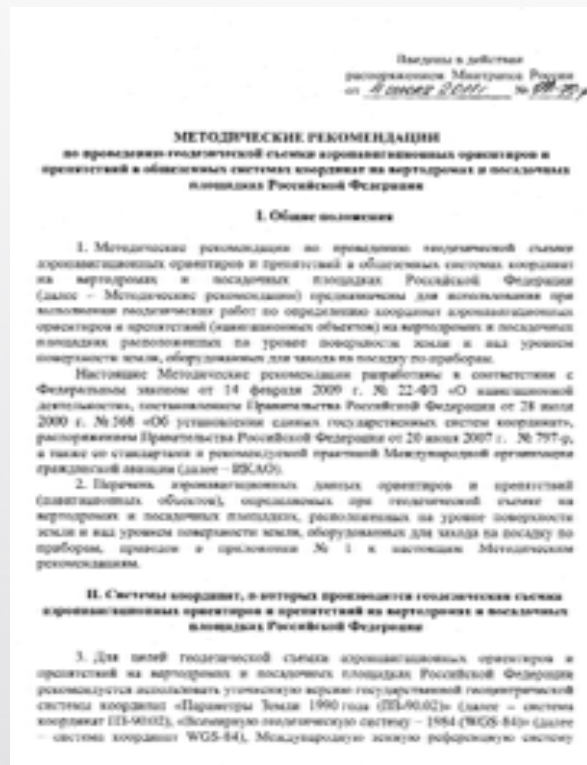 Введены в действие
распоряжением Минтранса России
от 4 2011г. №
МЕТОДИЧЕСКИЕ РЕКОМЕНДАЦИИ
по проведению геодезической съемки аэронавигационных ориентиров и
препятствий в общеземных системах координат на вертодромах и посадочных
площадках Российской Федерации
I. Общие положения
1. Методические рекомендации по проведению геодезической съемки
аэронавигационных ориентиров и препятствий в общеземных системах координат
на вертодромах и посадочных площадках Российской Федерации
(далее – Методические рекомендации) предназначены для использования при
выполнении геодезических работ по определению координат аэронавигационных
ориентиров и препятствий (навигационных объектов) на вертодромах и посадочных
площадках расположенных на уровне поверхности земли и над уровнем
поверхности земли, оборудованных для захода на посадку по приборам.
Настоящие Методические рекомендации разработаны в соответствии с
Федеральным законом от 14 февраля 2009 г. № 22-ФЗ «О навигационной
деятельности», постановлением Правительства Российской Федерации от 28 июля
2000 г. № 568 «Об установлении единых государственных систем координат»,
распоряжением Правительства Российской Федерации от 20 июня 2007 г. № 797-р,
а также со стандартами и рекомендуемой практикой Международной организации
гражданской авиации (далее – ИКАО).
2. Перечень аэронавигационных данных ориентиров и препятствий
(навигационных объектов), определяемых при геодезической съемке на
вертодромах и посадочных площадках, расположенных на уровне поверхности
земли и над уровнем поверхности земли, оборудованных для захода на посадку по
приборам, приведен в приложении № 1 к настоящим Методическим
рекомендациям.
II. Системы координат, в которых производится геодезическая съемка
аэронавигационных ориентиров и препятствий на вертодромах и посадочных
площадках Российской Федерации
3. Для целей геодезической съемки аэронавигационных ориентиров и
препятствий на вертодромах и посадочных площадках Российской Федерации
рекомендуется использовать уточненную версию государственной геоцентрической
системы координат «Параметры Земли 1990 года (ПЗ-90.02)» (далее – система
координат ПЗ-90.02), «Всемирную геодезическую систему – 1984 (WGS-84)» (далее
– система координат WGS-84), Международную земную референцную систему